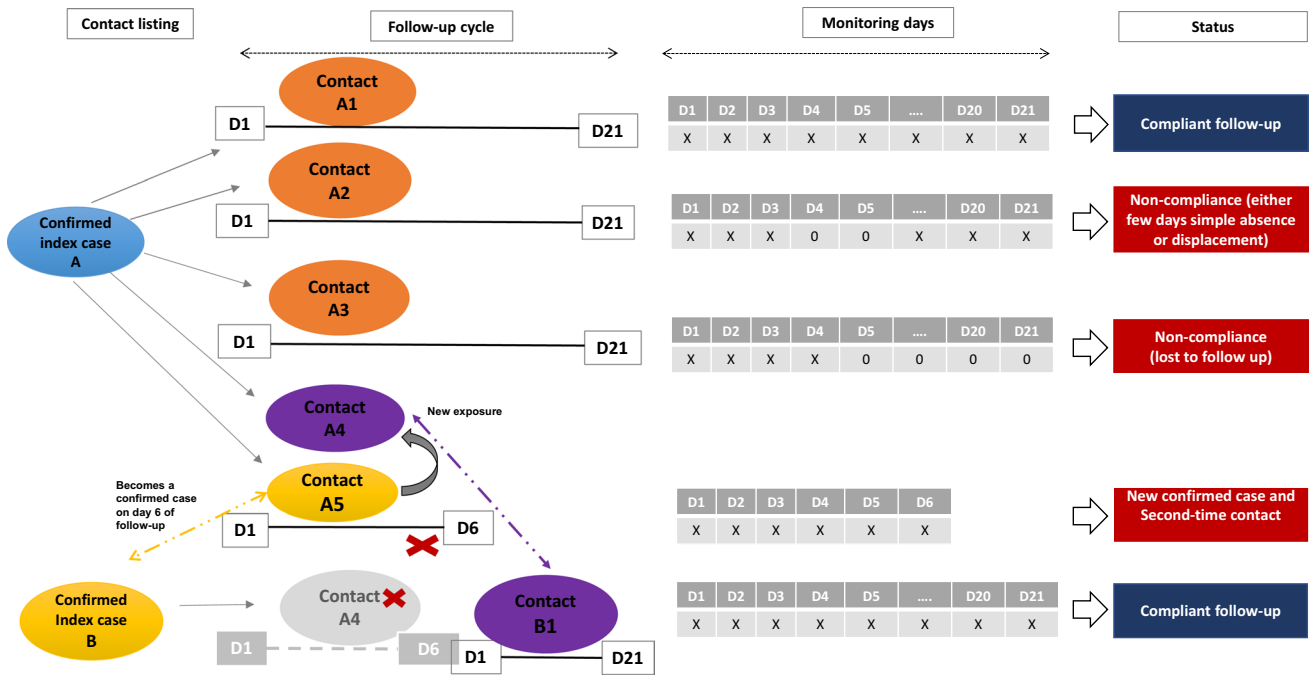 Contact listing
Follow-up cycle
Monitoring days
Status
Contact
A1
D1
D21
D1 D2 D3 D4 D5 .... D20 D21
X X X X X X X X
Compliant follow-up
Contact
A2
D1
D21
D1 D2 D3 D4 D5 .... D20 D21
X X X 0 0 X X X
Non-compliance (either
few days simple absence
or displacement)
Confirmed
index case
A
Contact
A3
D1
D21
D1 D2 D3 D4 D5 .... D20 D21
X X X X 0 0 0 0
Non-compliance
(lost to follow up)
Contact
A4
New exposure
Becomes a
confirmed case
on day 6 of
follow-up
Contact
A5
D1
D6
D1 D2 D3 D4 D5 D6
X X X X X X
New confirmed case and
Second-time contact
Confirmed
Index case
B
Contact
A4
D1
D6
Contact
B1
D1
D21
D1 D2 D3 D4 D5 .... D20 D21
X X X X X X X X
Compliant follow-up